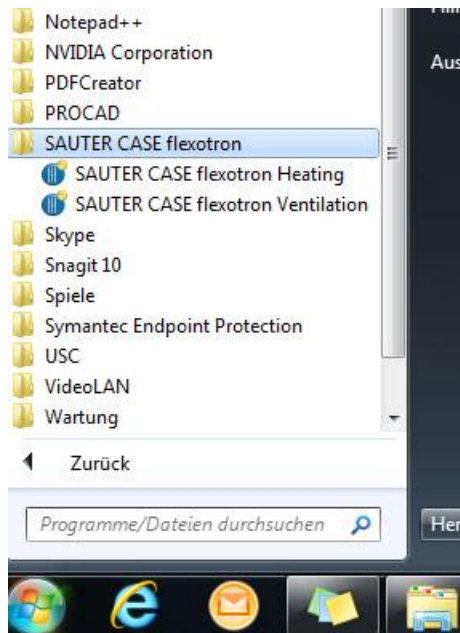 Notepad++
NVIDIA Corporation
PDFCreator
Aus
PROCAD
SAUTER CASE flexotron
SAUTER CASE flexotron Heating
SAUTER CASE flexotron Ventilation
Skype
Snagit 10
Spiele
Symantec Endpoint Protection
USC
VideoLAN
Wartung
Zurück
Programme/Dateien durchsuchen
Her